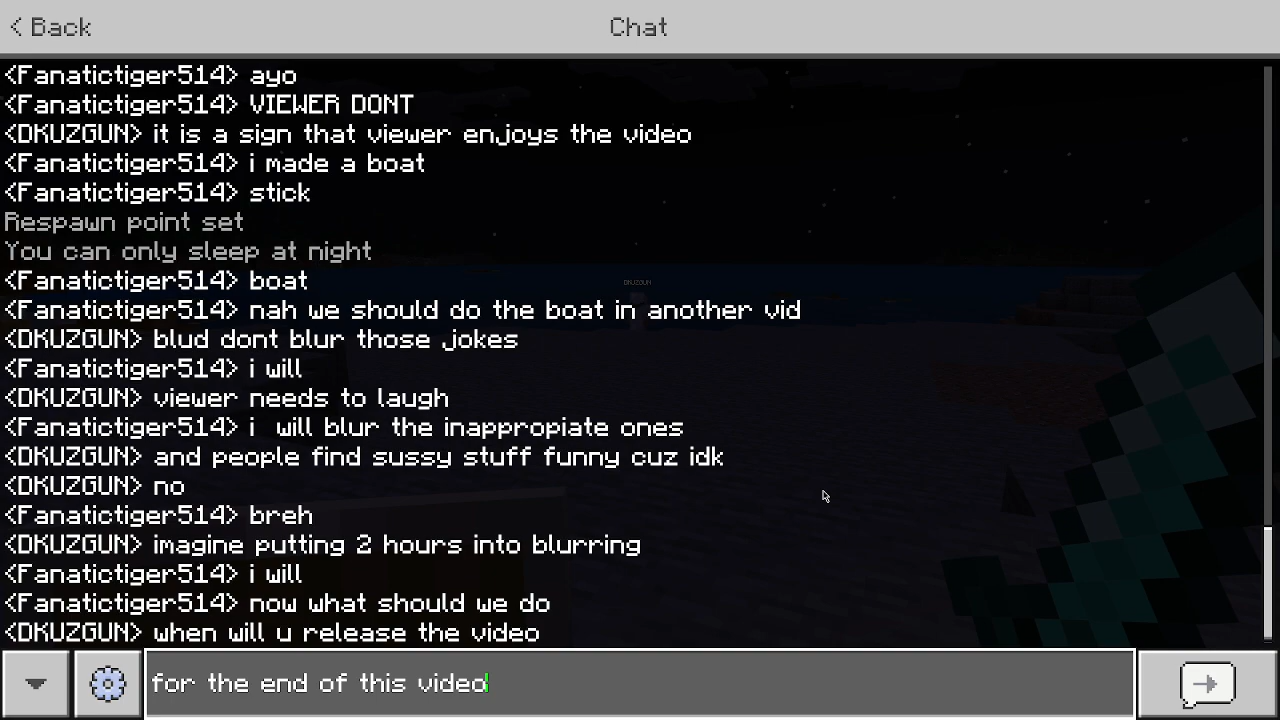 < Back
Chat
<Fanatictiger514> ayo
<Fanatictiger514> VIEWER DONT
<DKUZGUN> it is a sign that viewer enjoys the video
<Fanatictiger514> i made a boat
<Fanatictiger514> stick
Respawn point set
You can only sleep at night
<Fanatictiger514> boat
DKUZGUN
<Fanatictiger514> nah we should do the boat in another vid
<DKUZGUN> blud dont blur those jokes
<Fanatictiger514> i will
<DKUZGUN> viewer needs to laugh
<Fanatictiger514> i  will blur the inappropiate ones
<DKUZGUN> and people find sussy stuff funny cuz idk
<DKUZGUN> no
<Fanatictiger514> breh
<DKUZGUN> imagine putting 2 hours into blurring
<Fanatictiger514> i will
<Fanatictiger514> now what should we do
<DKUZGUN> when will u release the video
for the end of this video